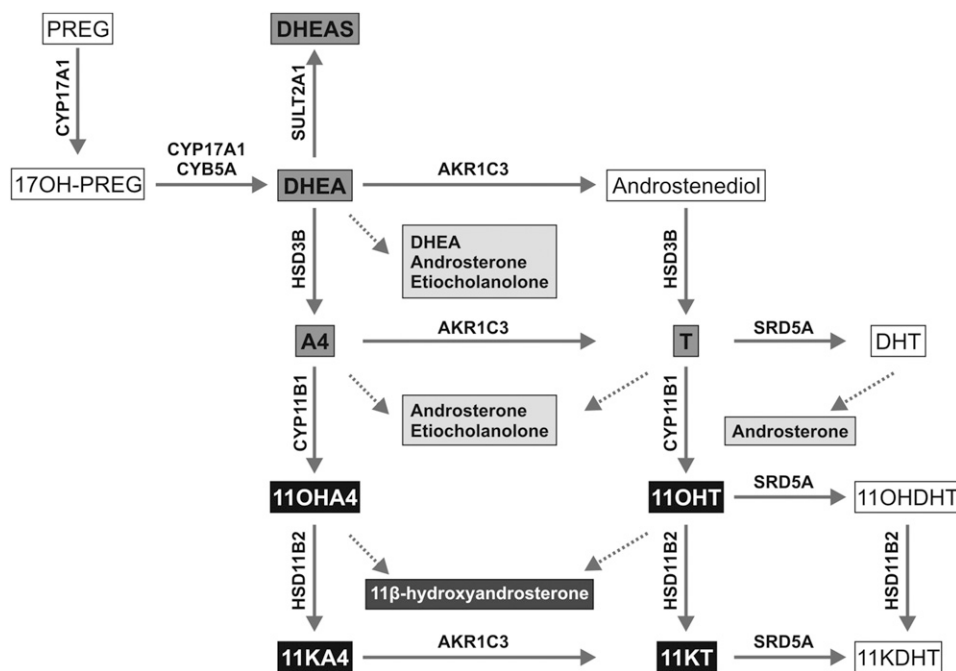 PREG
DHEAS
CYP17A1
SULT2A1
CYP17A1
CYB5A
AKR1C3
17OH-PREG
DHEA
Androstenediol
HSD3B
DHEA
Androsterone
Etiocholanolone
HSD3B
AKR1C3
SRD5A
A4
T
DHT
CYP11B1
Androsterone
Etiocholanolone
CYP11B1
Androsterone
SRD5A
11OHA4
11OHT
11OHDHT
HSD11B2
11β-hydroxyandrosterone
HSD11B2
HSD11B2
AKR1C3
SRD5A
11KA4
11KT
11KDHT